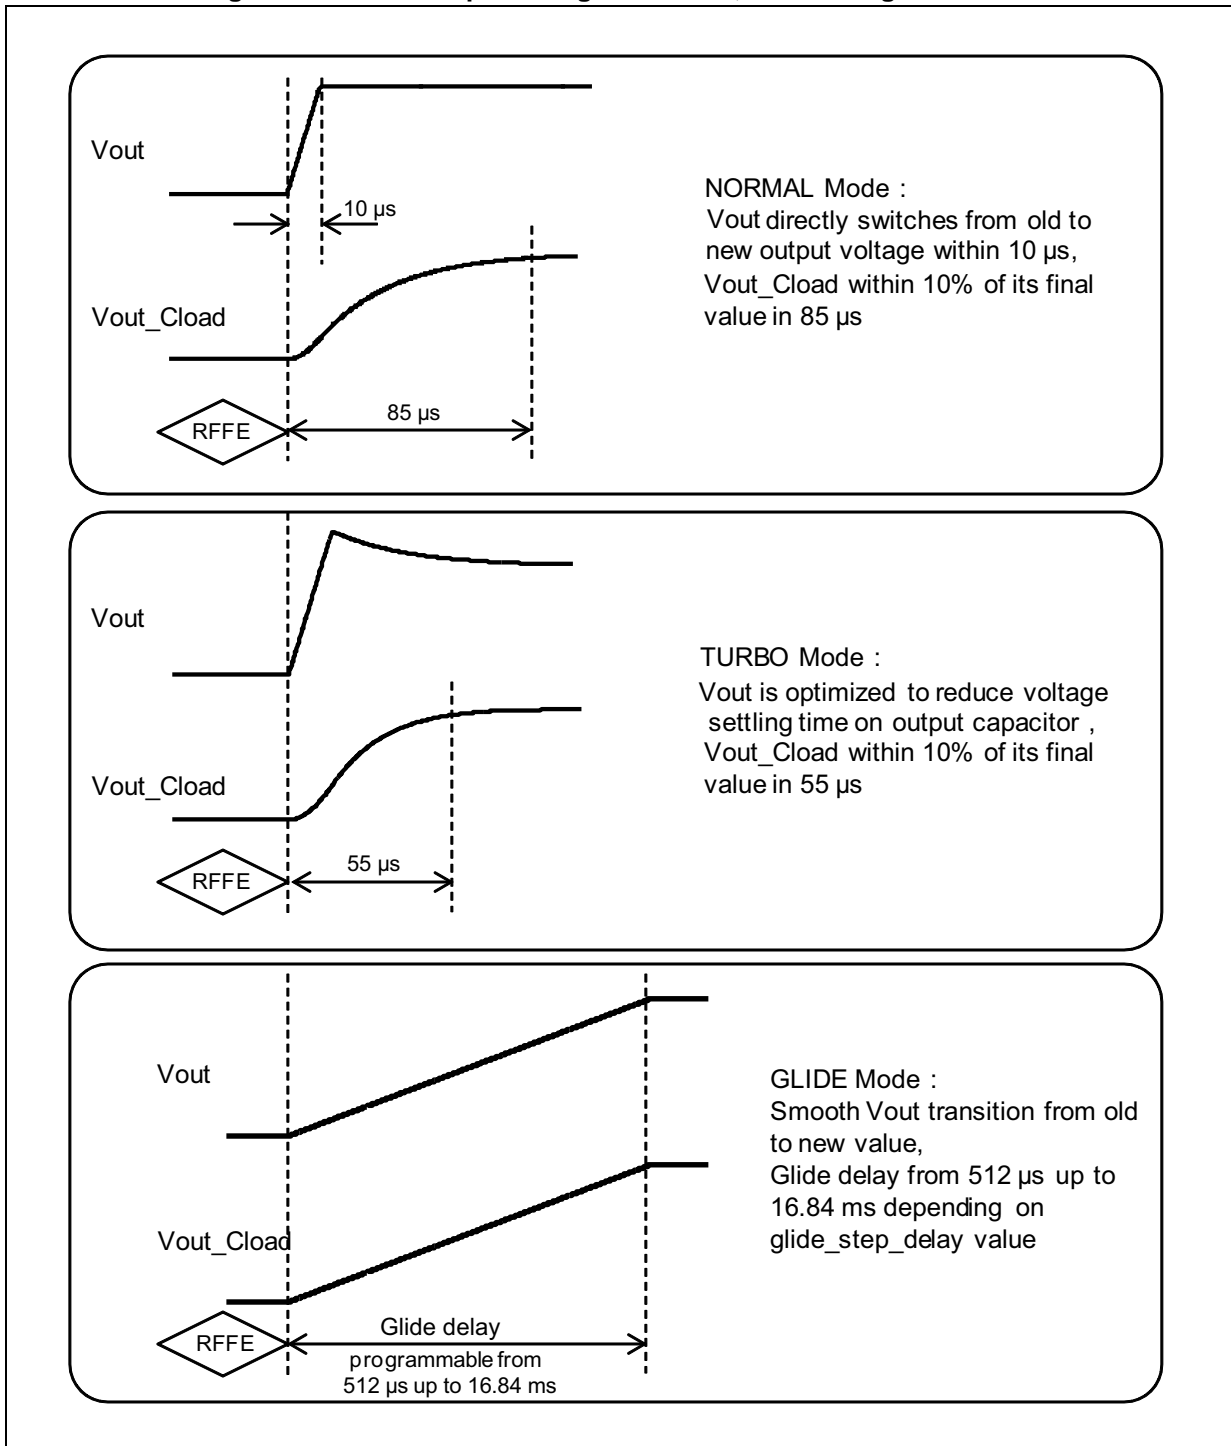 Vout
10 µs
NORMAL Mode :
Vout directly switches from old to
new output voltage within 10 µs,
Vout_Cload within 10% of its final
value in 85 µs
Vout_Cload
85 µs
RFFE
Vout
TURBO Mode :
Vout is optimized to reduce voltage
settling time on output capacitor ,
Vout_Cload within 10% of its final
value in 55 µs
Vout_Cload
55 µs
RFFE
Vout
GLIDE Mode :
Smooth Vout transition from old
to new value,
Glide delay from 512 µs up to
16.84 ms depending on
glide_step_delay value
Vout_Cload
RFFE
Glide delay
programmable from
512 µs up to 16.84 ms